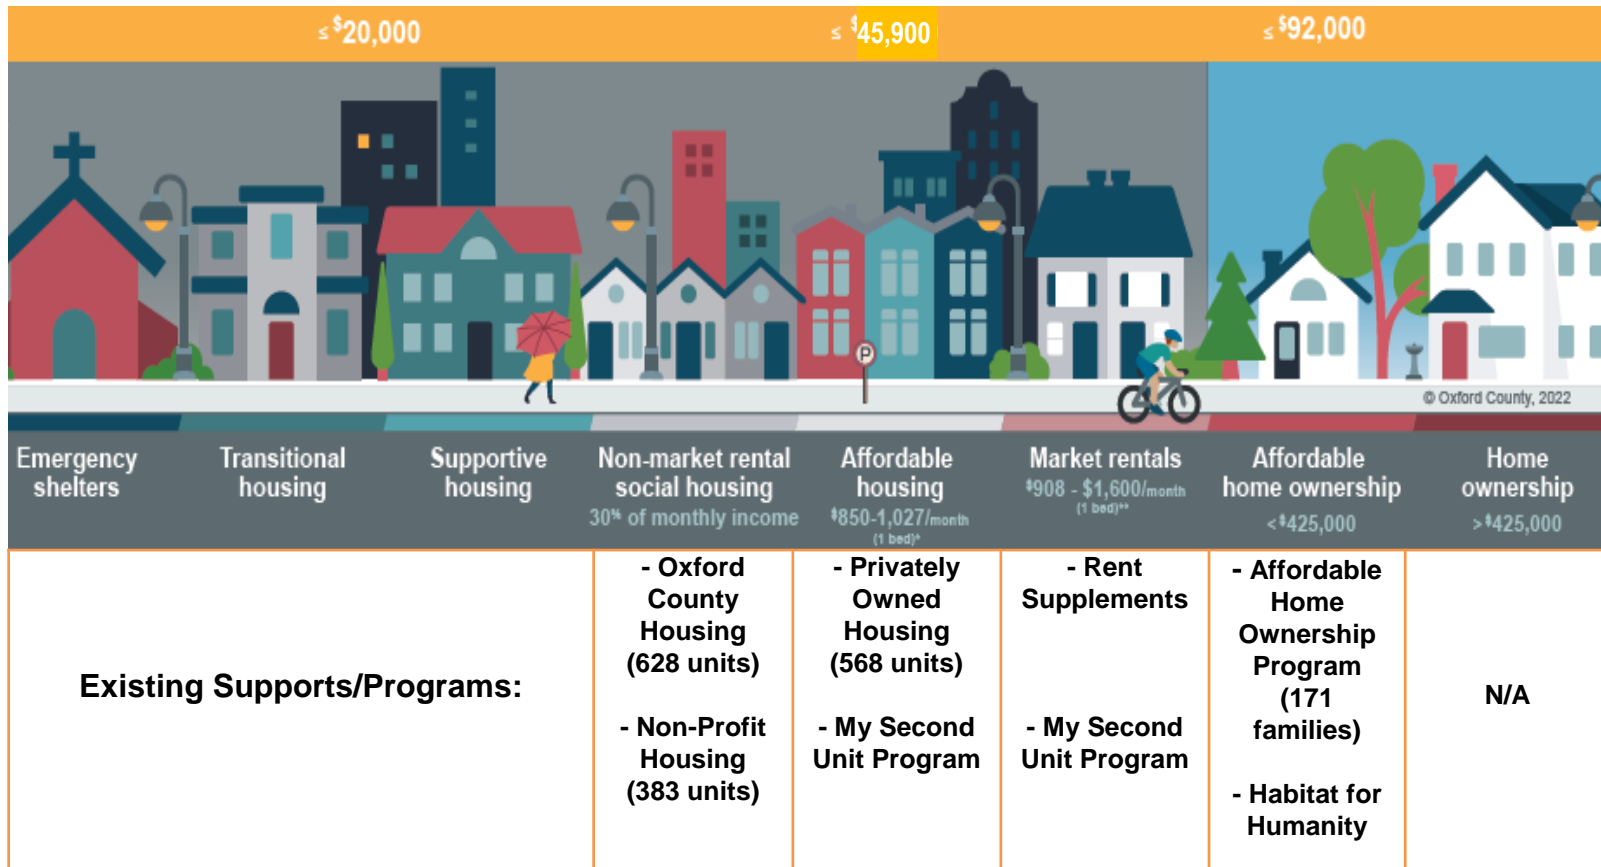 ≤ $20,000
≤ $45,900
≤ $92,000
P
© Oxford County, 2022
Emergency
shelters
Transitional
housing
Supportive
housing
Non-market rental
social housing
30% of monthly income
Affordable
housing
$850-1,027/month
(1 bed)*
Market rentals
$908 - $1,600/month
(1 bed)**
Affordable
home ownership
<$425,000
Home
ownership
>$425,000
Existing Supports/Programs:
- Oxford
County
Housing
(628 units)
- Non-Profit
Housing
(383 units)
- Privately
Owned
Housing
(568 units)
- My Second
Unit Program
- Rent
Supplements
- My Second
Unit Program
- Affordable
Home
Ownership
Program
(171
families)
- Habitat for
Humanity
N/A